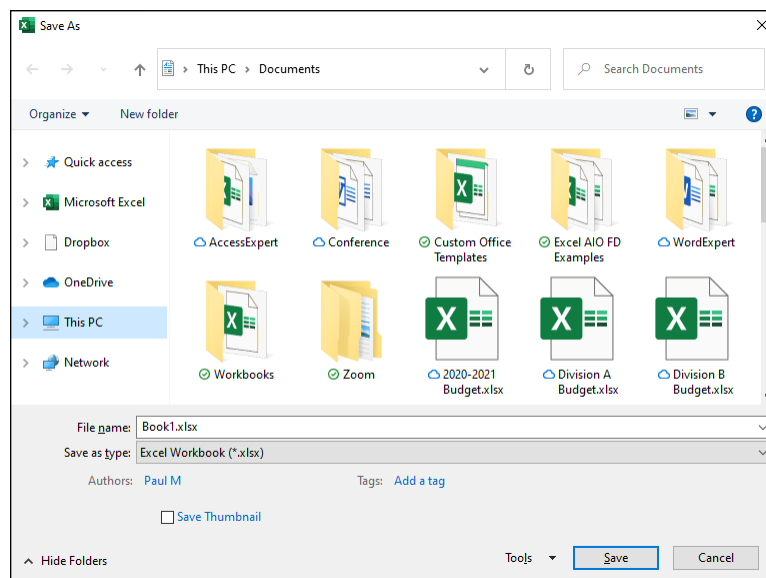 Save As
This PC > Documents
Search Documents
Organize
New folder
?
Quick access
Microsoft Excel
Dropbox
OneDrive
This PC
Network
AccessExpert
Conference
Custom Office
Templates
Excel AIO FD
Examples
WordExpert
Workbooks
Zoom
2020-2021
Budget.xlsx
Division A
Budget.xlsx
Division B
Budget.xlsx
File name: Book1.xlsx
Save as type: Excel Workbook (*.xlsx)
Authors: Paul M
Tags: Add a tag
Save Thumbnail
Hide Folders
Tools
Save
Cancel